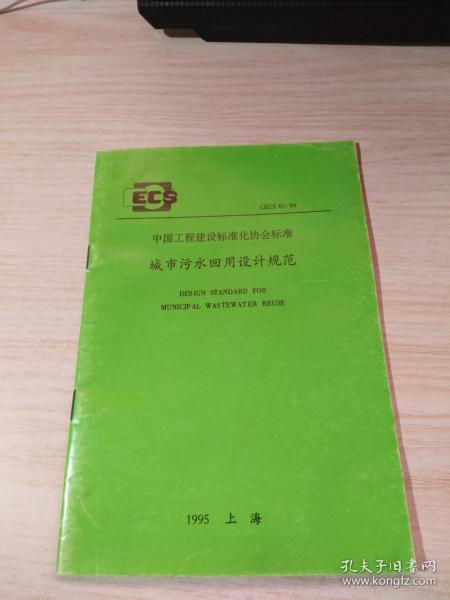 ECS
CECS 61:94
中国工程建设标准化协会标准
城市污水回用设计规范
DESIGN STANDARD FOR
MUNICIPAL WASTEWATER REUSE
1995 上海
孔夫子旧书网
www.kongfz.com